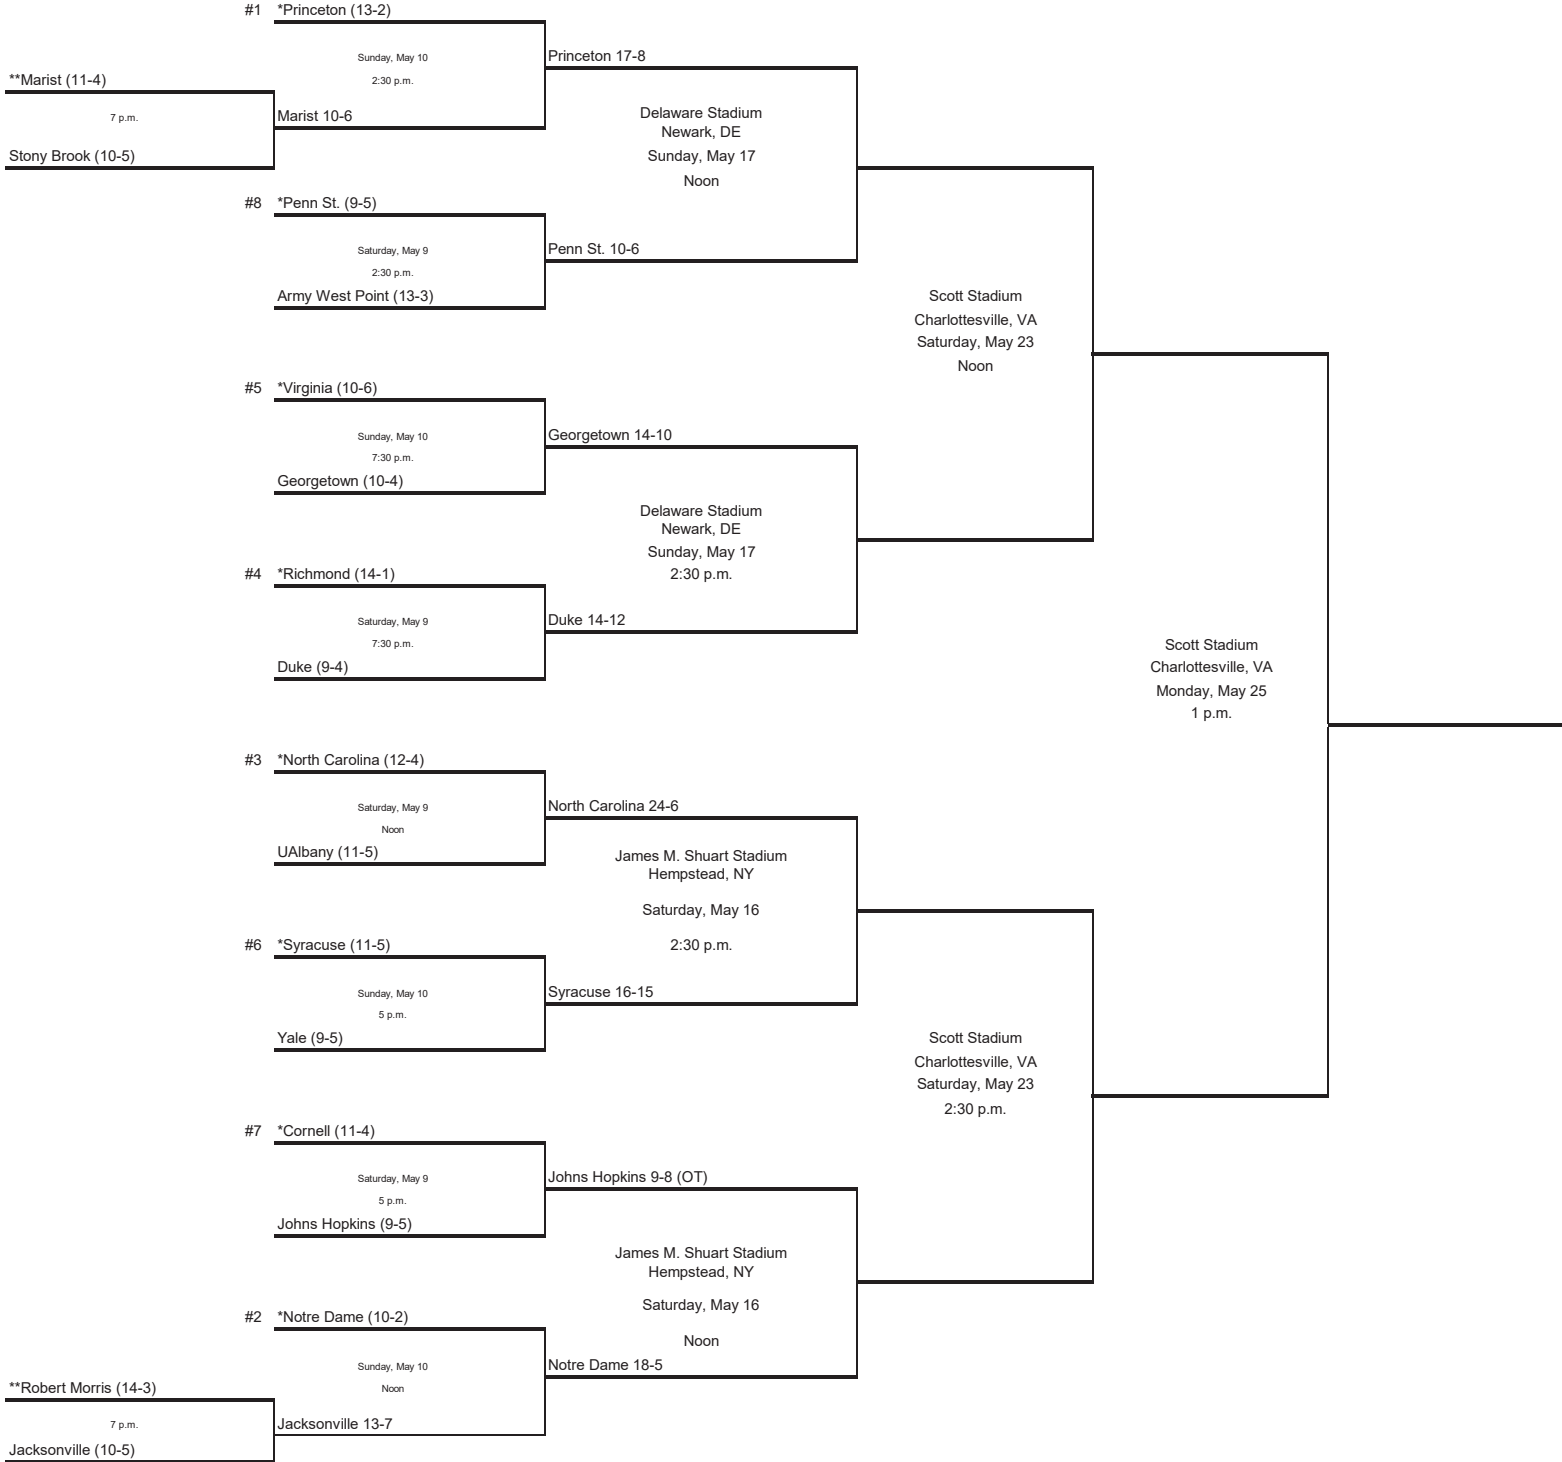 #1 *Princeton (13-2)
Sunday, May 10
2:30 p.m.
Princeton 17-8
**Marist (11-4)
7 p.m.
Marist 10-6
Stony Brook (10-5)
Delaware Stadium
Newark, DE
Sunday, May 17
Noon
#8 *Penn St. (9-5)
Saturday, May 9
2:30 p.m.
Penn St. 10-6
Army West Point (13-3)
Scott Stadium
Charlottesville, VA
Saturday, May 23
Noon
#5 *Virginia (10-6)
Sunday, May 10
7:30 p.m.
Georgetown 14-10
Georgetown (10-4)
Delaware Stadium
Newark, DE
Sunday, May 17
2:30 p.m.
#4 *Richmond (14-1)
Saturday, May 9
7:30 p.m.
Duke 14-12
Duke (9-4)
Scott Stadium
Charlottesville, VA
Monday, May 25
1 p.m.
#3 *North Carolina (12-4)
Saturday, May 9
Noon
North Carolina 24-6
UAlbany (11-5)
James M. Shuart Stadium
Hempstead, NY
Saturday, May 16
2:30 p.m.
#6 *Syracuse (11-5)
Sunday, May 10
5 p.m.
Syracuse 16-15
Yale (9-5)
Scott Stadium
Charlottesville, VA
Saturday, May 23
2:30 p.m.
#7 *Cornell (11-4)
Saturday, May 9
5 p.m.
Johns Hopkins 9-8 (OT)
Johns Hopkins (9-5)
James M. Shuart Stadium
Hempstead, NY
Saturday, May 16
Noon
#2 *Notre Dame (10-2)
Sunday, May 10
Noon
Notre Dame 18-5
**Robert Morris (14-3)
7 p.m.
Jacksonville 13-7
Jacksonville (10-5)